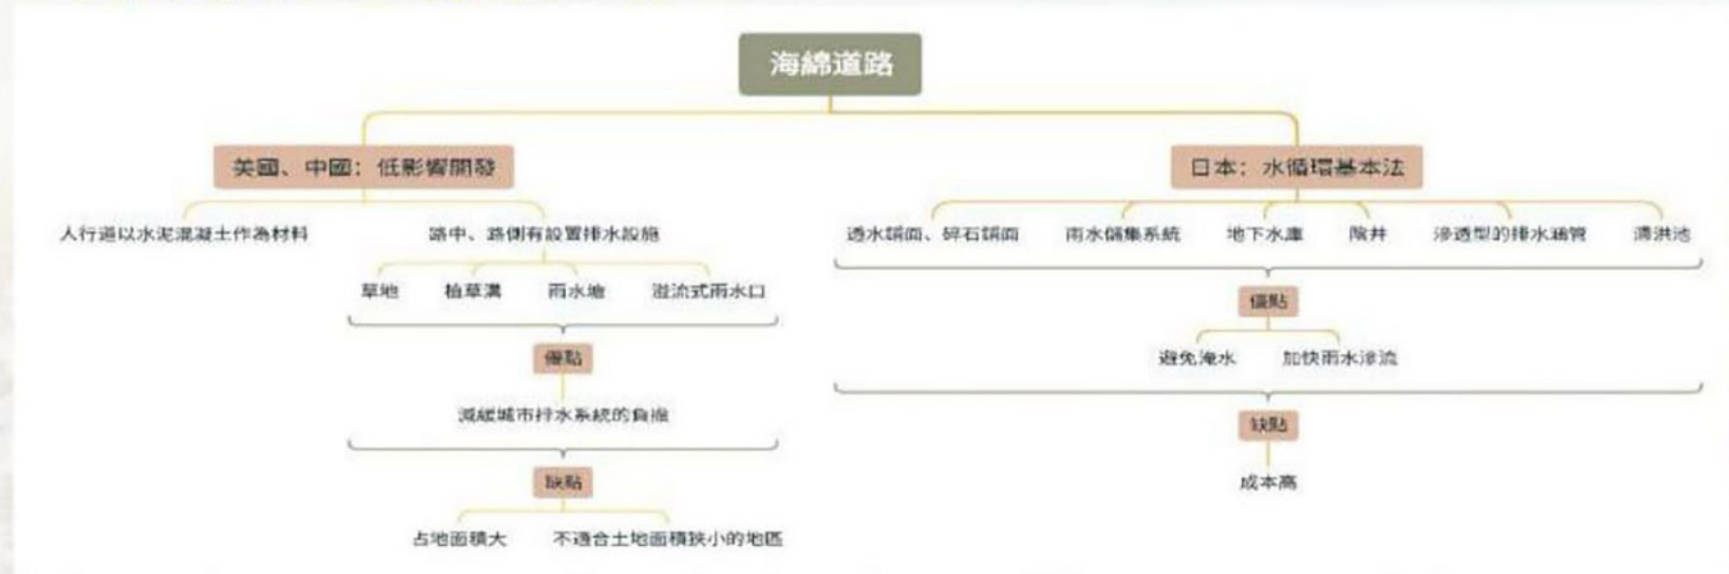 海綿道路
美國、中國：低影響開發
日本：水循環基本法
人行道以水泥混凝土作為材料
路中、路側有設置排水設施
透水鋪面、碎石鋪面
雨水儲集系統
地下水庫
陰井
滲透型的排水涵管
滯洪池
草地
植草溝
雨水塘
溢流式雨水口
優點
避免淹水
加快雨水滲流
優點
減緩城市排水系統的負擔
缺點
成本高
缺點
占地面積大
不適合土地面積狹小的地區